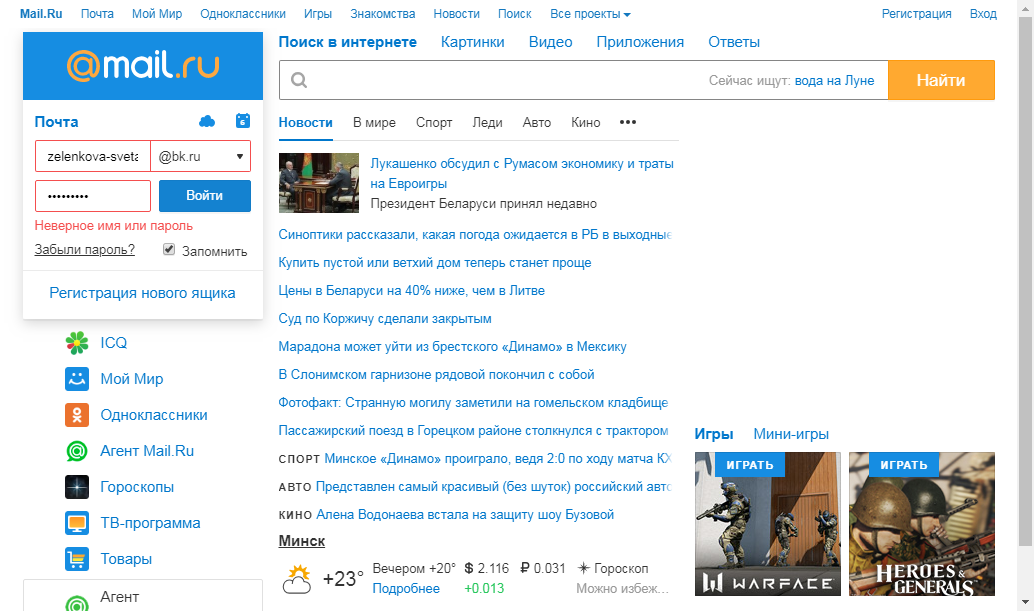 Mail.Ru Почта Мой Мир Одноклассники Игры Знакомства Новости Поиск Все проекты Регистрация Вход
@mail.ru
Почта
6
zelenkova-sveta @bk.ru
••••••••• Войти
Неверное имя или пароль
Забыли пароль? Запомнить
Регистрация нового ящика
ICQ
Мой Мир
Одноклассники
Агент Mail.Ru
Гороскопы
ТВ-программа
Товары
Агент
Поиск в интернете Картинки Видео Приложения Ответы
Сейчас ищут: вода на Луне Найти
Новости В мире Спорт Леди Авто Кино •••
Лукашенко обсудил с Румасом экономику и траты
на Евроигры
Президент Беларуси принял недавно
Синоптики рассказали, какая погода ожидается в РБ в выходные
Купить пустой или ветхий дом теперь станет проще
Цены в Беларуси на 40% ниже, чем в Литве
Суд по Коржичу сделали закрытым
Марадона может уйти из брестского «Динамо» в Мексику
В Слонимском гарнизоне рядовой покончил с собой
Фотофакт: Странную могилу заметили на гомельском кладбище
Пассажирский поезд в Горецком районе столкнулся с трактором
СПОРТ Минское «Динамо» проиграло, ведя 2:0 по ходу матча КХ
АВТО Представлен самый красивый (без шуток) российский авто
КИНО Алена Водонаева встала на защиту шоу Бузовой
Минск
+23° Вечером +20° $ 2.116 ₽ 0.031 Гороскоп
Подробнее +0.013 Можно избеж...
Игры Мини-игры
ИГРАТЬ ИГРАТЬ
WARFACE HEROES &
GENERALS